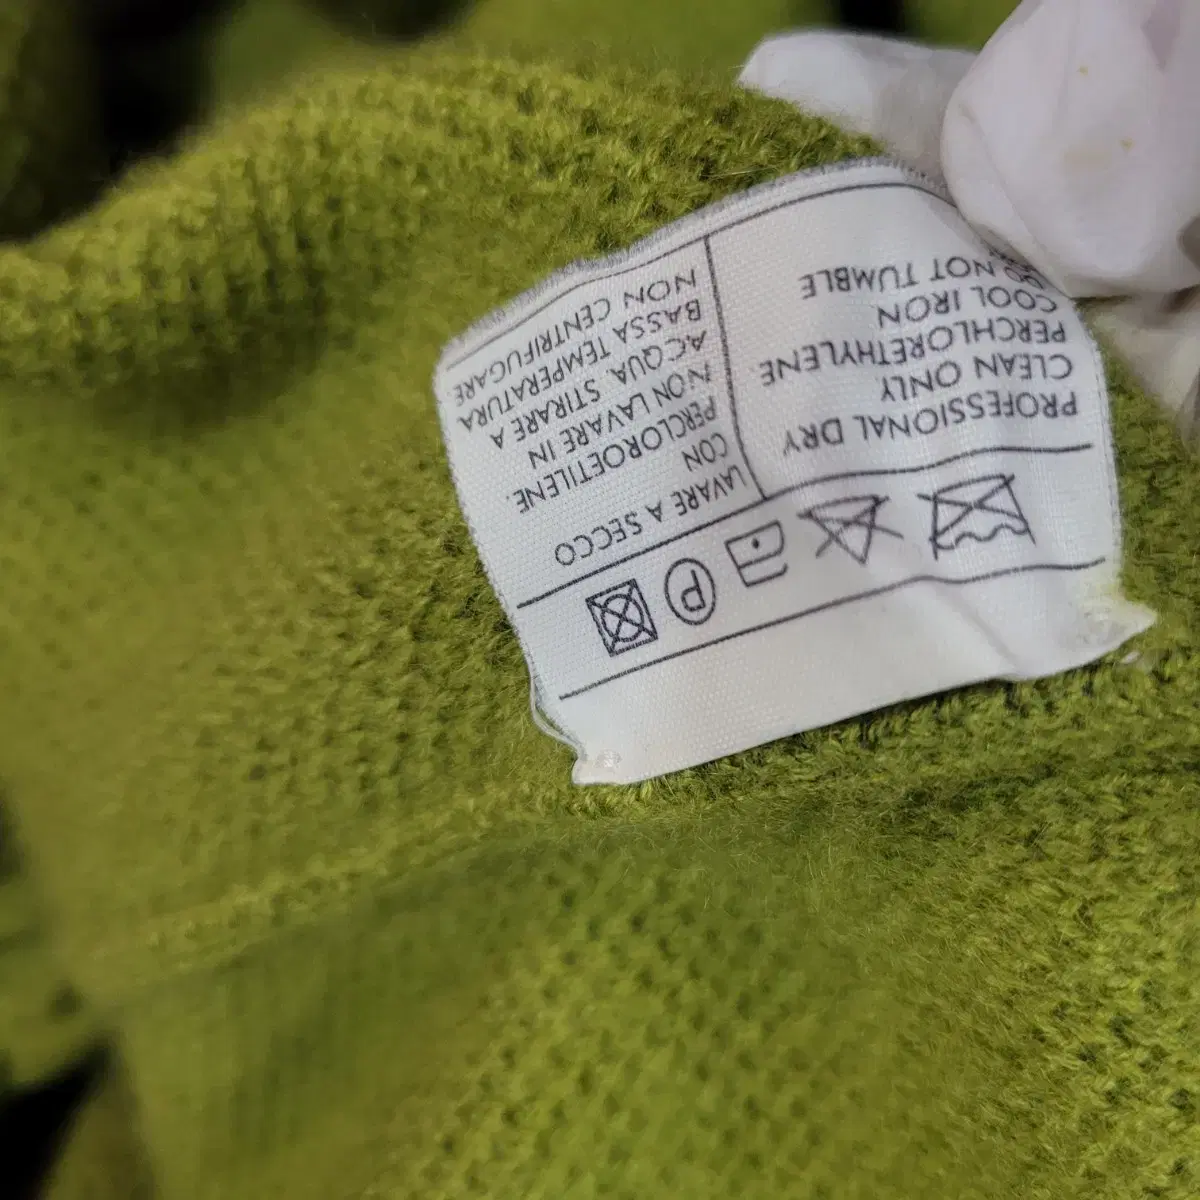 P
PROFESSIONAL DRY
CLEAN ONLY
PERCHLORETHYLENE.
COOL IRON
DO NOT TUMBLE
LAVARE A SECCO
CON
PERCLOROETILENE.
NON LAVARE IN
ACQUA. STIRARE A
BASSA TEMPERATURA
NON CENTRIFUGARE